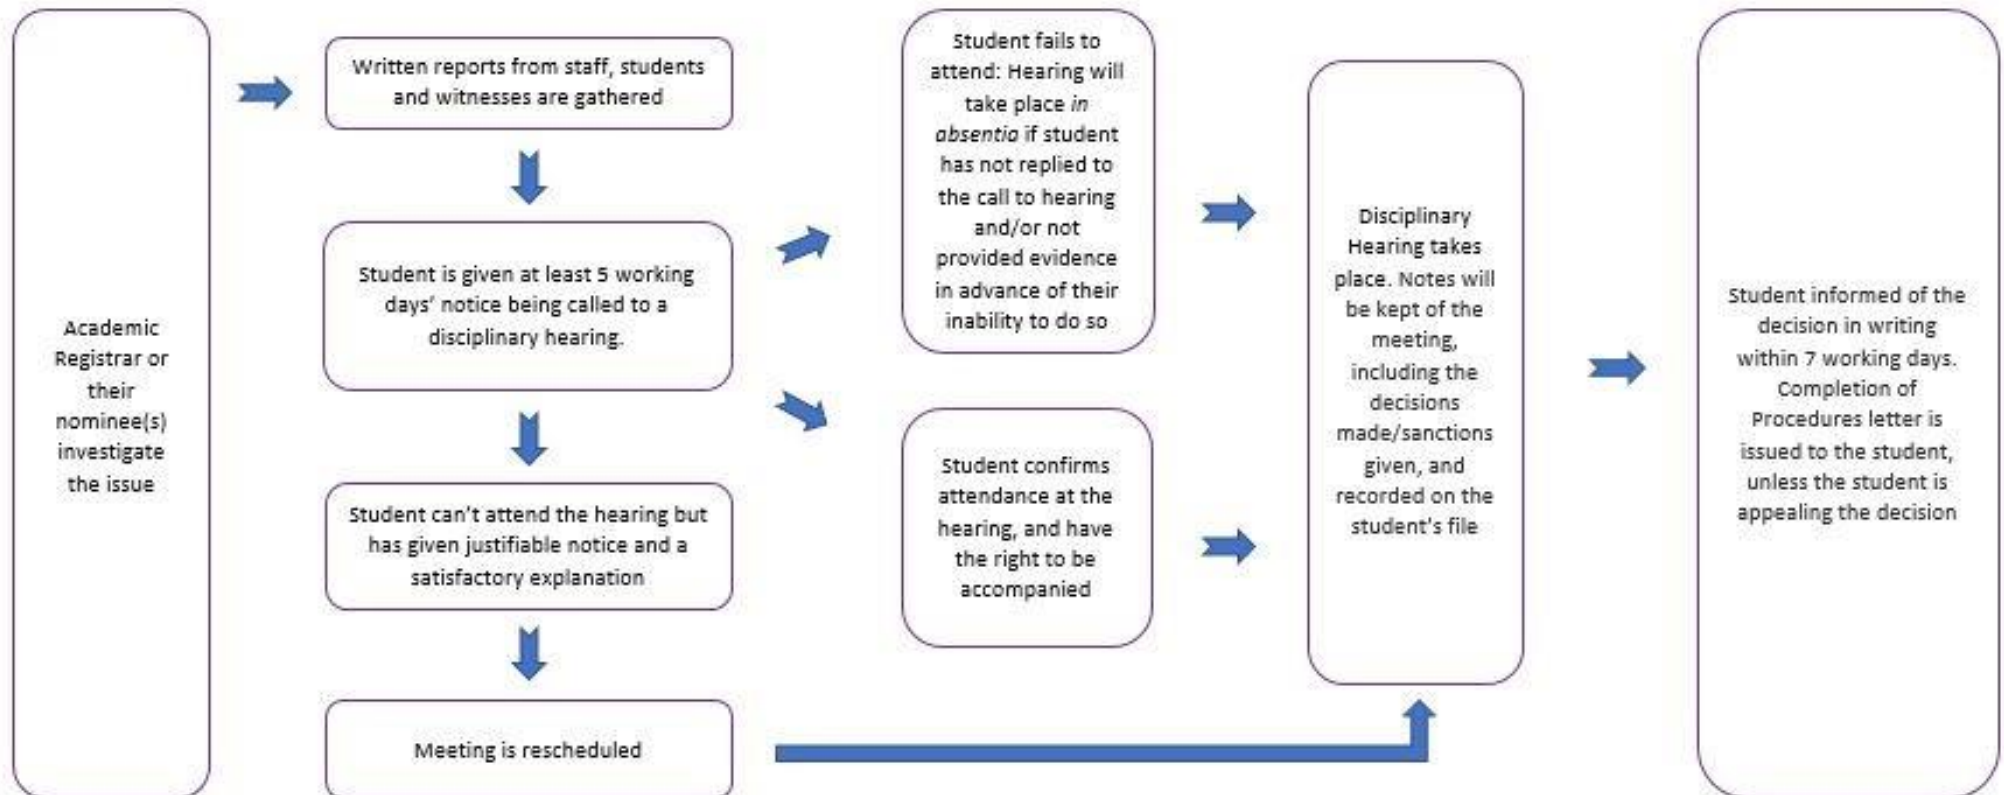 Academic
Registrar or
their
nominee(s)
investigate
the issue
Written reports from staff, students
and witnesses are gathered
Student is given at least 5 working
days' notice being called to a
disciplinary hearing.
Student can't attend the hearing but
has given justifiable notice and a
satisfactory explanation
Meeting is rescheduled
Student fails to
attend: Hearing will
take place in
absentia if student
has not replied to
the call to hearing
and/or not
provided evidence
in advance of their
inability to do so
Student confirms
attendance at the
hearing, and have
the right to be
accompanied
Disciplinary
Hearing takes
place. Notes will
be kept of the
meeting,
including the
decisions
made/sanctions
given, and
recorded on the
student's file
Student informed of the
decision in writing
within 7 working days.
Completion of
Procedures letter is
issued to the student,
unless the student is
appealing the decision